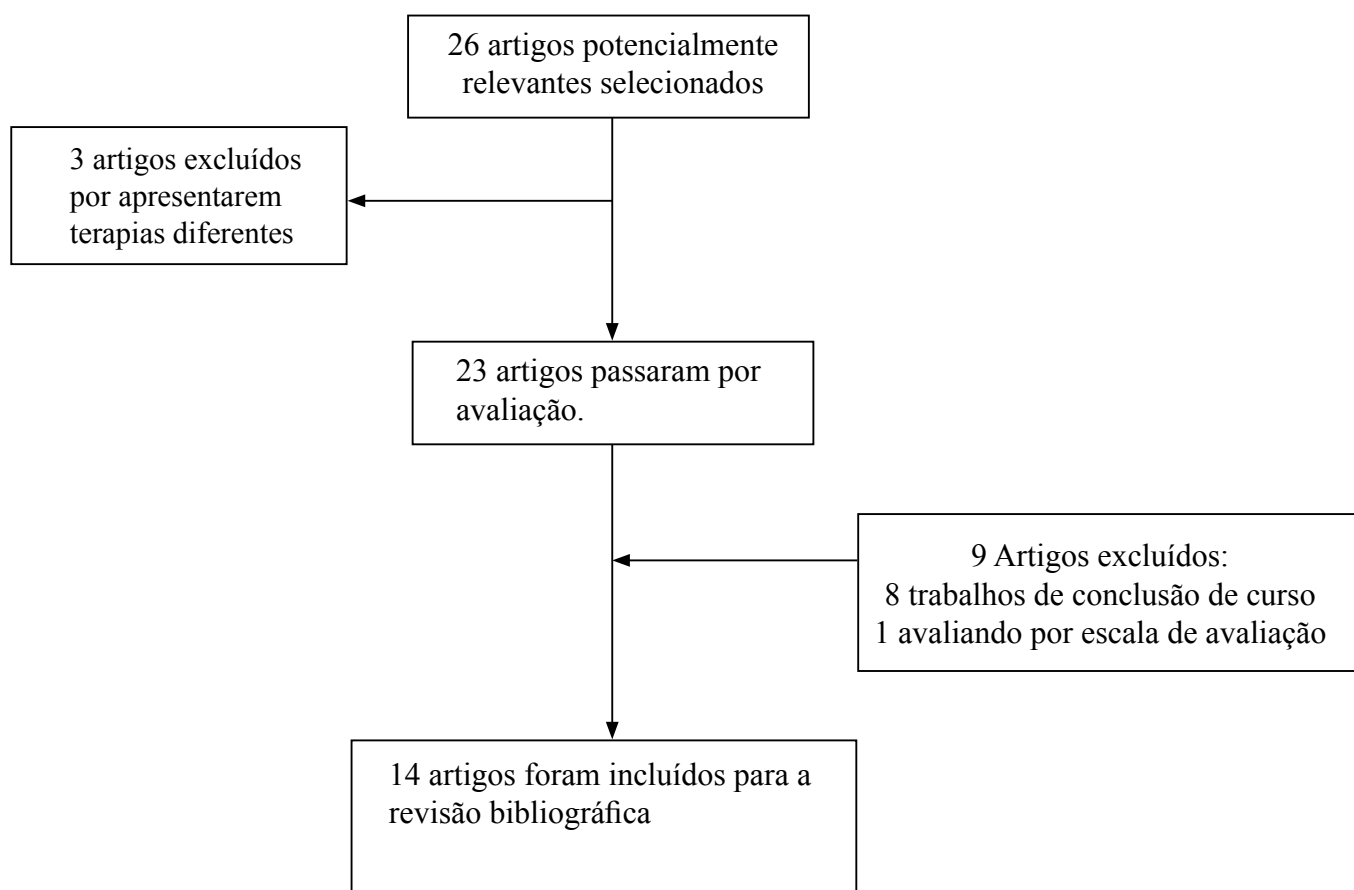 26 artigos potencialmente
relevantes selecionados
3 artigos excluídos
por apresentarem
terapias diferentes
23 artigos passaram por
avaliação.
9 Artigos excluídos:
8 trabalhos de conclusão de curso
1 avaliando por escala de avaliação
14 artigos foram incluídos para a
revisão bibliográfica